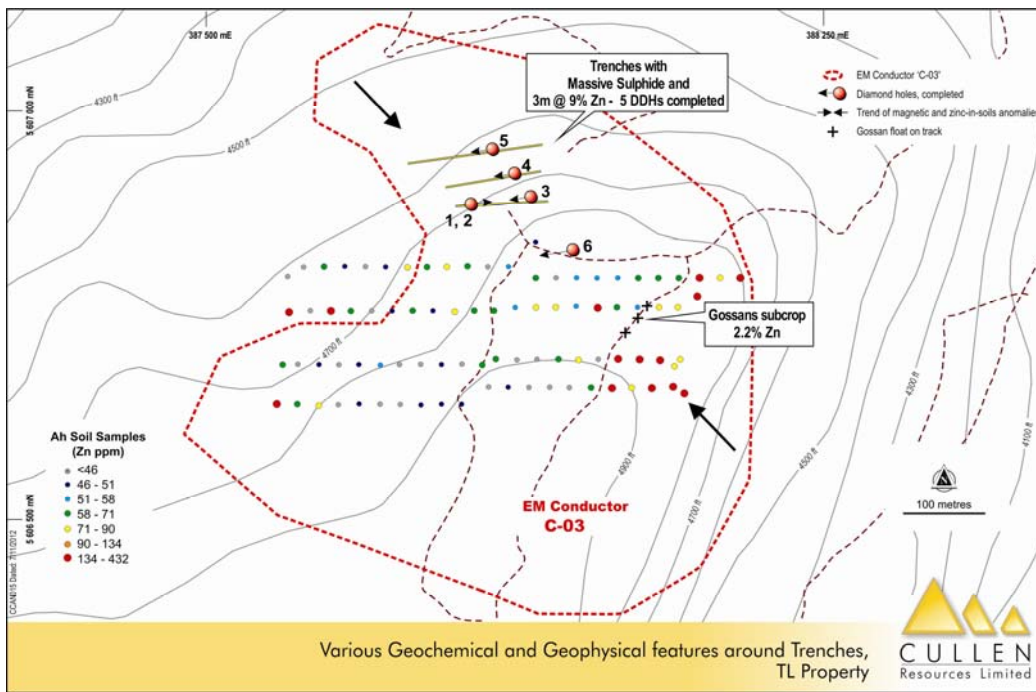 387 500 mE
388 250 mE
5 607 000 mN
4300 ft
4500 ft
Trenches with
Massive Sulphide and
3m @ 9% Zn - 5 DDHs completed
EM Conductor 'C-03'
Diamond holes, completed
Trend of magnetic and zinc-in-soils anomalies
Gossan float on track
5
4
3
1, 2
6
Gossans subcrop
2.2% Zn
4700 ft
4300 ft
4100 ft
4500 ft
4900 ft
4700 ft
Ah Soil Samples
(Zn ppm)
<46
46 - 51
51 - 58
58 - 71
71 - 90
90 - 134
134 - 432
EM Conductor
C-03
100 metres
5 606 500 mN
CCAN015 Dated: 7/11/2012
Various Geochemical and Geophysical features around Trenches,
TL Property
CULLEN
Resources Limited